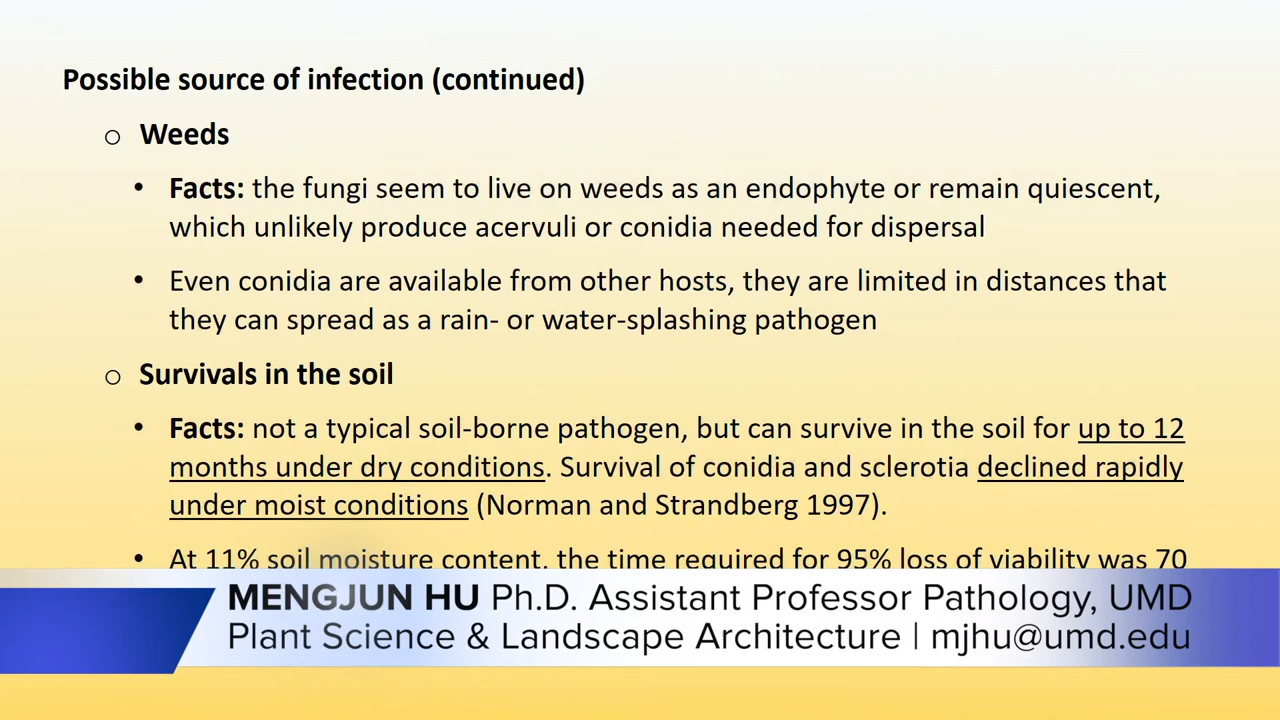 Possible source of infection (continued)
o Weeds
• Facts: the fungi seem to live on weeds as an endophyte or remain quiescent,
which unlikely produce acervuli or conidia needed for dispersal
• Even conidia are available from other hosts, they are limited in distances that
they can spread as a rain- or water-splashing pathogen
o Survivals in the soil
• Facts: not a typical soil-borne pathogen, but can survive in the soil for up to 12
months under dry conditions. Survival of conidia and sclerotia declined rapidly
under moist conditions (Norman and Strandberg 1997).
• At 11% soil moisture content, the time required for 95% loss of viability was 70
MENGJUN HU Ph.D. Assistant Professor Pathology, UMD
Plant Science & Landscape Architecture | mjhu@umd.edu